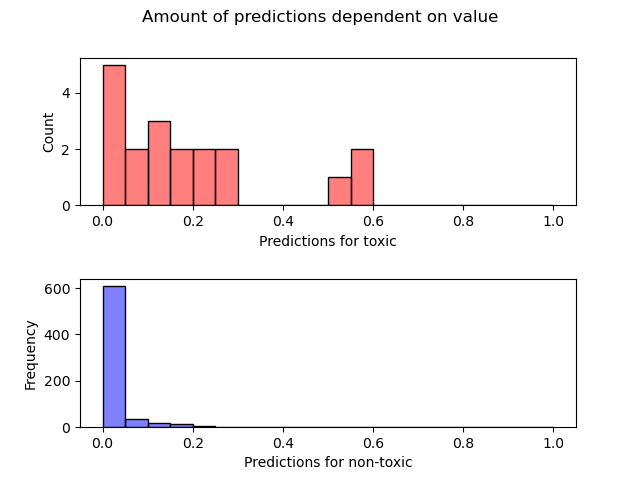 Amount of predictions dependent on value
Count
4
2
0
0.0 0.2 0.4 0.6 0.8 1.0
Predictions for toxic
Frequency
600
400
200
0
0.0 0.2 0.4 0.6 0.8 1.0
Predictions for non-toxic